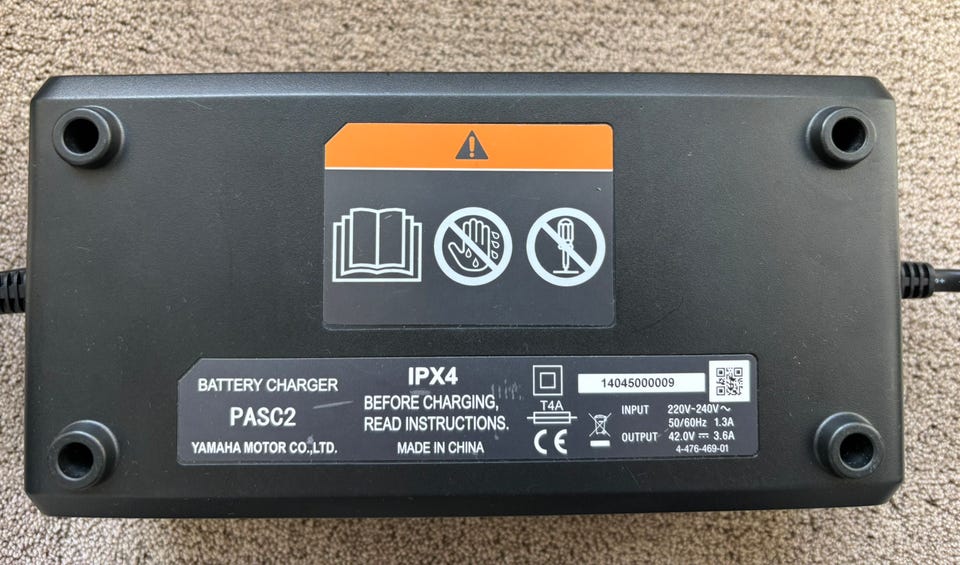 BATTERY CHARGER
PASC2
YAMAHA MOTOR CO.,LTD.
IPX4
BEFORE CHARGING,
READ INSTRUCTIONS.
MADE IN CHINA
T4A
CE
14045000009
INPUT 220V-240V~
50/60Hz 1.3A
OUTPUT 42.0V⎓ 3.6A
4-476-469-01